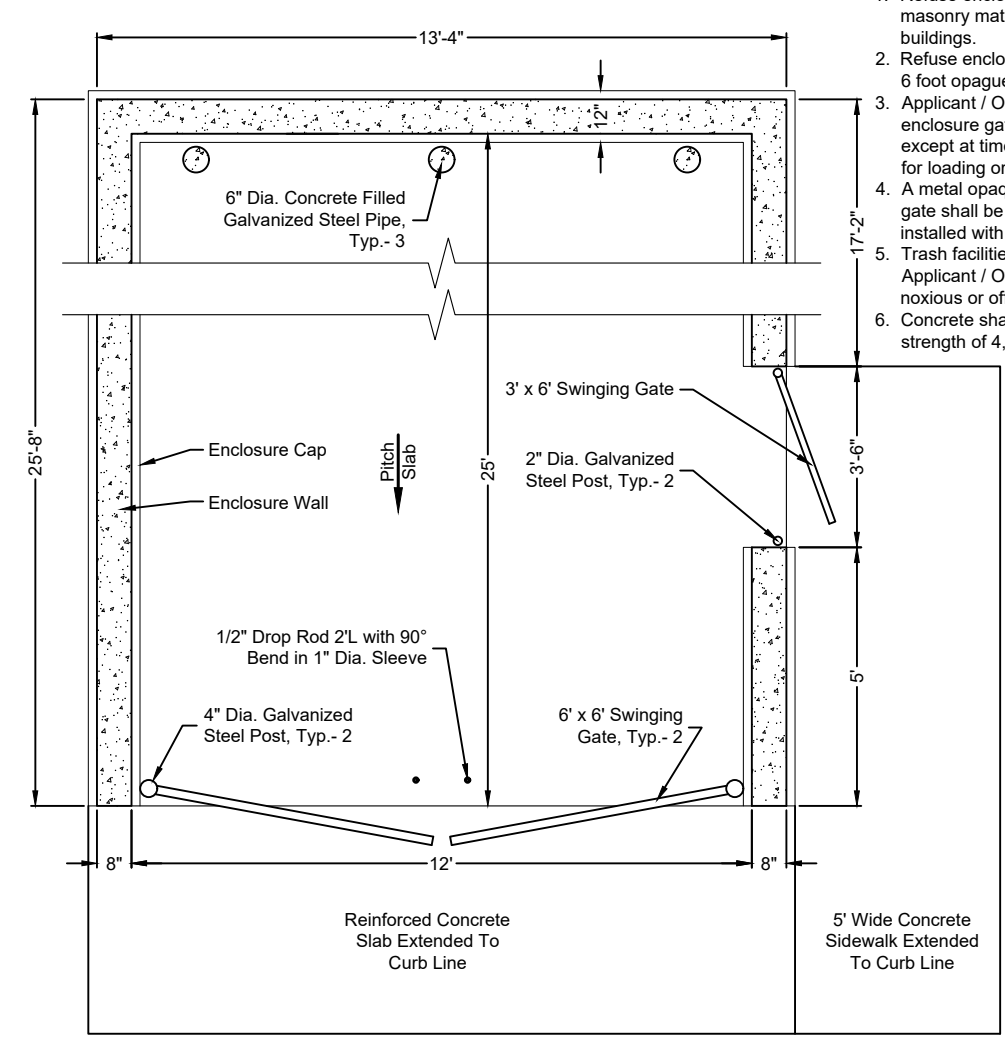 13'-4"
1. Refuse enclo
masonry mat
buildings.
2. Refuse enclo
6 foot opaque
3. Applicant / O
enclosure ga
except at time
for loading or
4. A metal opac
gate shall be
installed with
5. Trash facilitie
Applicant / O
noxious or of
6. Concrete sha
strength of 4,
12"
6" Dia. Concrete Filled
Galvanized Steel Pipe,
Typ.- 3
17'-2"
25'-8"
3' x 6' Swinging Gate
Enclosure Cap
Pitch
Slab
25'
2" Dia. Galvanized
Steel Post, Typ.- 2
3'-6"
Enclosure Wall
1/2" Drop Rod 2'L with 90°
Bend in 1" Dia. Sleeve
5'
4" Dia. Galvanized
Steel Post, Typ.- 2
6' x 6' Swinging
Gate, Typ.- 2
8"
12'
8"
Reinforced Concrete
Slab Extended To
Curb Line
5' Wide Concrete
Sidewalk Extended
To Curb Line